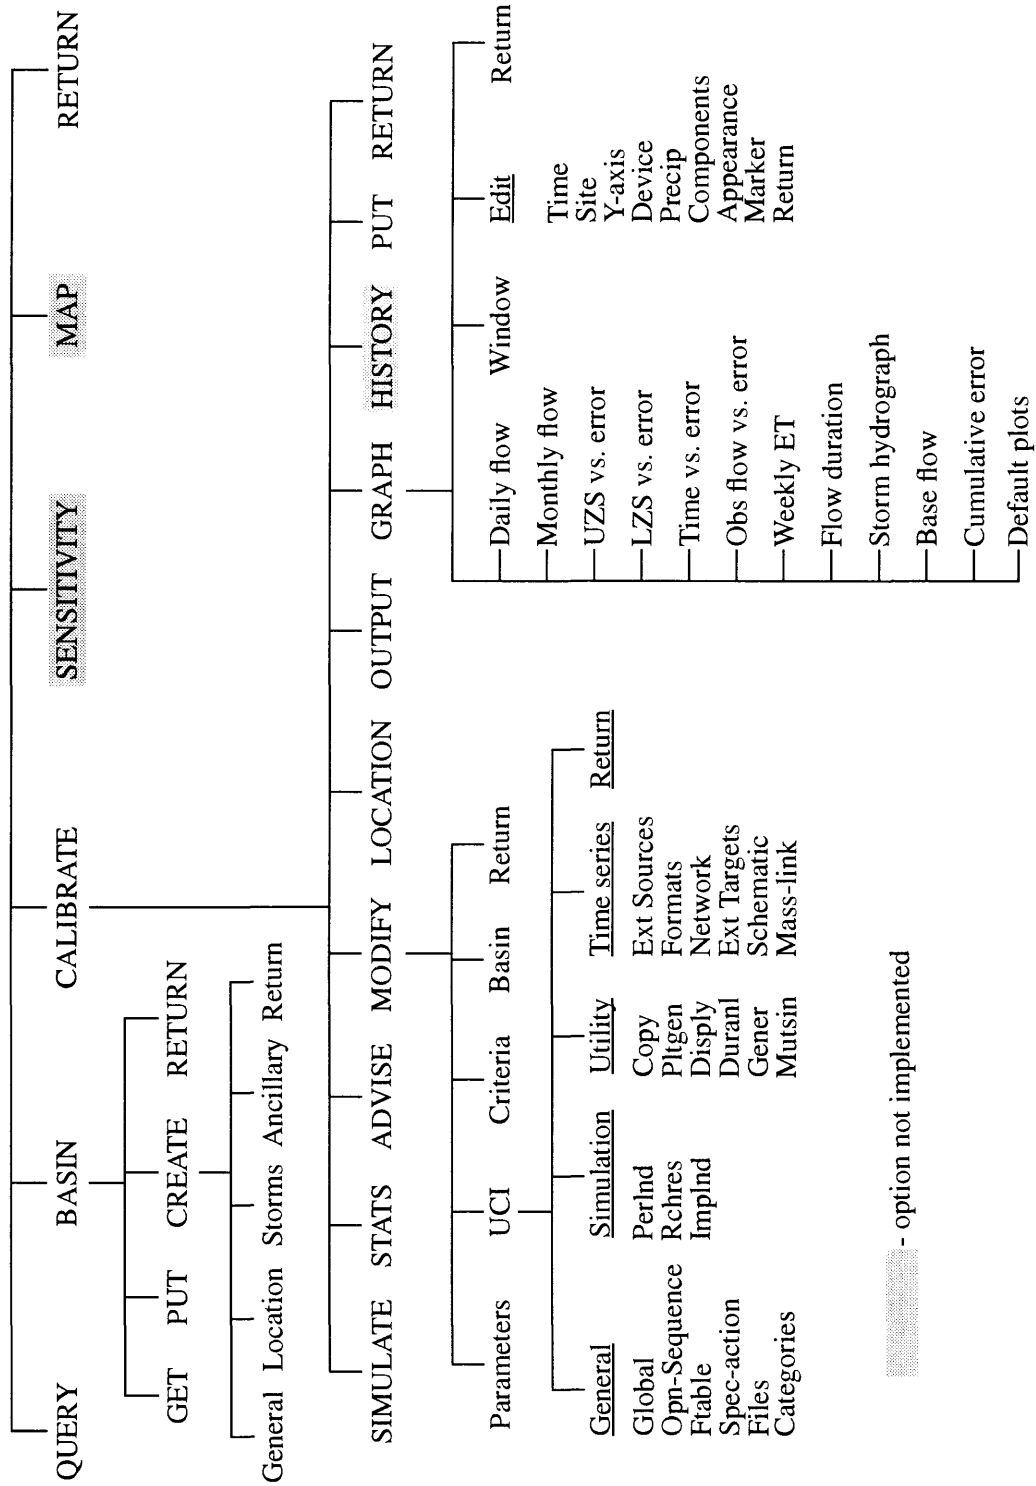 QUERY BASIN CALIBRATE SENSITIVITY MAP RETURN
GET PUT CREATE RETURN
General Location Storms Ancillary Return
SIMULATE STATS ADVISE MODIFY LOCATION OUTPUT GRAPH HISTORY PUT RETURN
Parameters UCI Criteria Basin Return
Daily flow Window Edit Return
Monthly flow
UZS vs. error
LZS vs. error
Time vs. error
Obs flow vs. error
Weekly ET
Flow duration
Storm hydrograph
Base flow
Cumulative error
Default plots
Time
Site
Y-axis
Device
Precip
Components
Appearance
Marker
Return
General Simulation Utility Time series Return
Global
Opn-Sequence
Ftable
Spec-action
Files
Categories
Perlnd
Rchres
Implnd
Copy
Pltgen
Disply
Duranl
Gener
Mutsin
Ext Sources
Formats
Network
Ext Targets
Schematic
Mass-link
- option not implemented